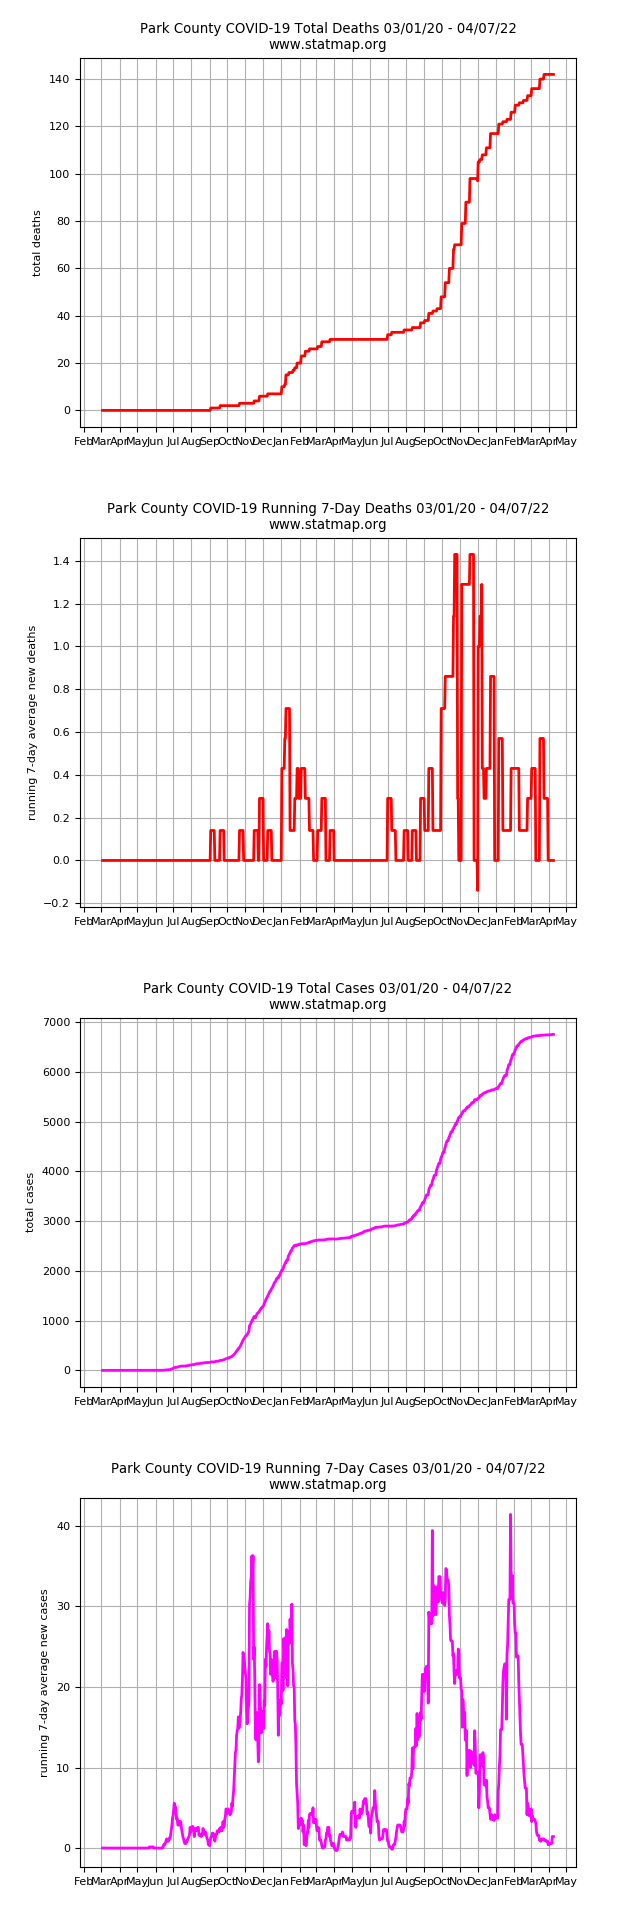 Park County COVID-19 Total Deaths 03/01/20 - 04/07/22
www.statmap.org
140
120
100
80
60
40
20
0
total deaths
Feb Mar Apr May Jun Jul Aug Sep Oct Nov Dec Jan Feb Mar Apr May Jun Jul Aug Sep Oct Nov Dec Jan Feb Mar Apr May
Park County COVID-19 Running 7-Day Deaths 03/01/20 - 04/07/22
www.statmap.org
1.4
1.2
1.0
0.8
0.6
0.4
0.2
0.0
−0.2
running 7-day average new deaths
Feb Mar Apr May Jun Jul Aug Sep Oct Nov Dec Jan Feb Mar Apr May Jun Jul Aug Sep Oct Nov Dec Jan Feb Mar Apr May
Park County COVID-19 Total Cases 03/01/20 - 04/07/22
www.statmap.org
7000
6000
5000
4000
3000
2000
1000
0
total cases
Feb Mar Apr May Jun Jul Aug Sep Oct Nov Dec Jan Feb Mar Apr May Jun Jul Aug Sep Oct Nov Dec Jan Feb Mar Apr May
Park County COVID-19 Running 7-Day Cases 03/01/20 - 04/07/22
www.statmap.org
40
30
20
10
0
running 7-day average new cases
Feb Mar Apr May Jun Jul Aug Sep Oct Nov Dec Jan Feb Mar Apr May Jun Jul Aug Sep Oct Nov Dec Jan Feb Mar Apr May